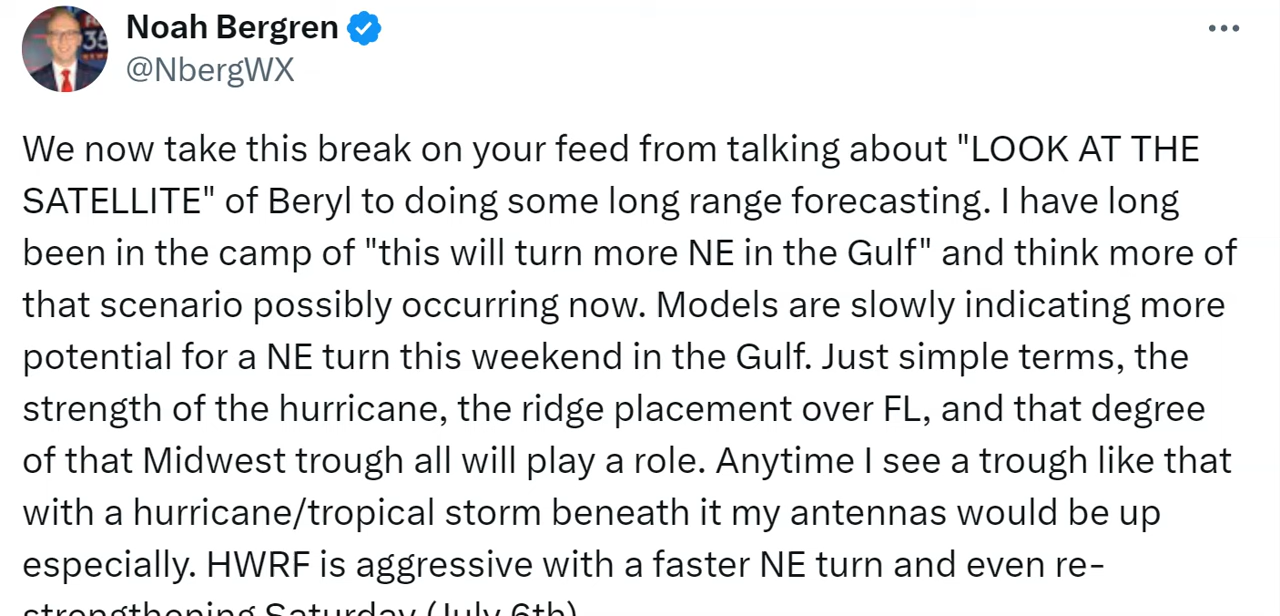 Noah Bergren
@NbergWX
We now take this break on your feed from talking about "LOOK AT THE
SATELLITE" of Beryl to doing some long range forecasting. I have long
been in the camp of "this will turn more NE in the Gulf" and think more of
that scenario possibly occurring now. Models are slowly indicating more
potential for a NE turn this weekend in the Gulf. Just simple terms, the
strength of the hurricane, the ridge placement over FL, and that degree
of that Midwest trough all will play a role. Anytime I see a trough like that
with a hurricane/tropical storm beneath it my antennas would be up
especially. HWRF is aggressive with a faster NE turn and even re-
strengthening Saturday (July 6th)